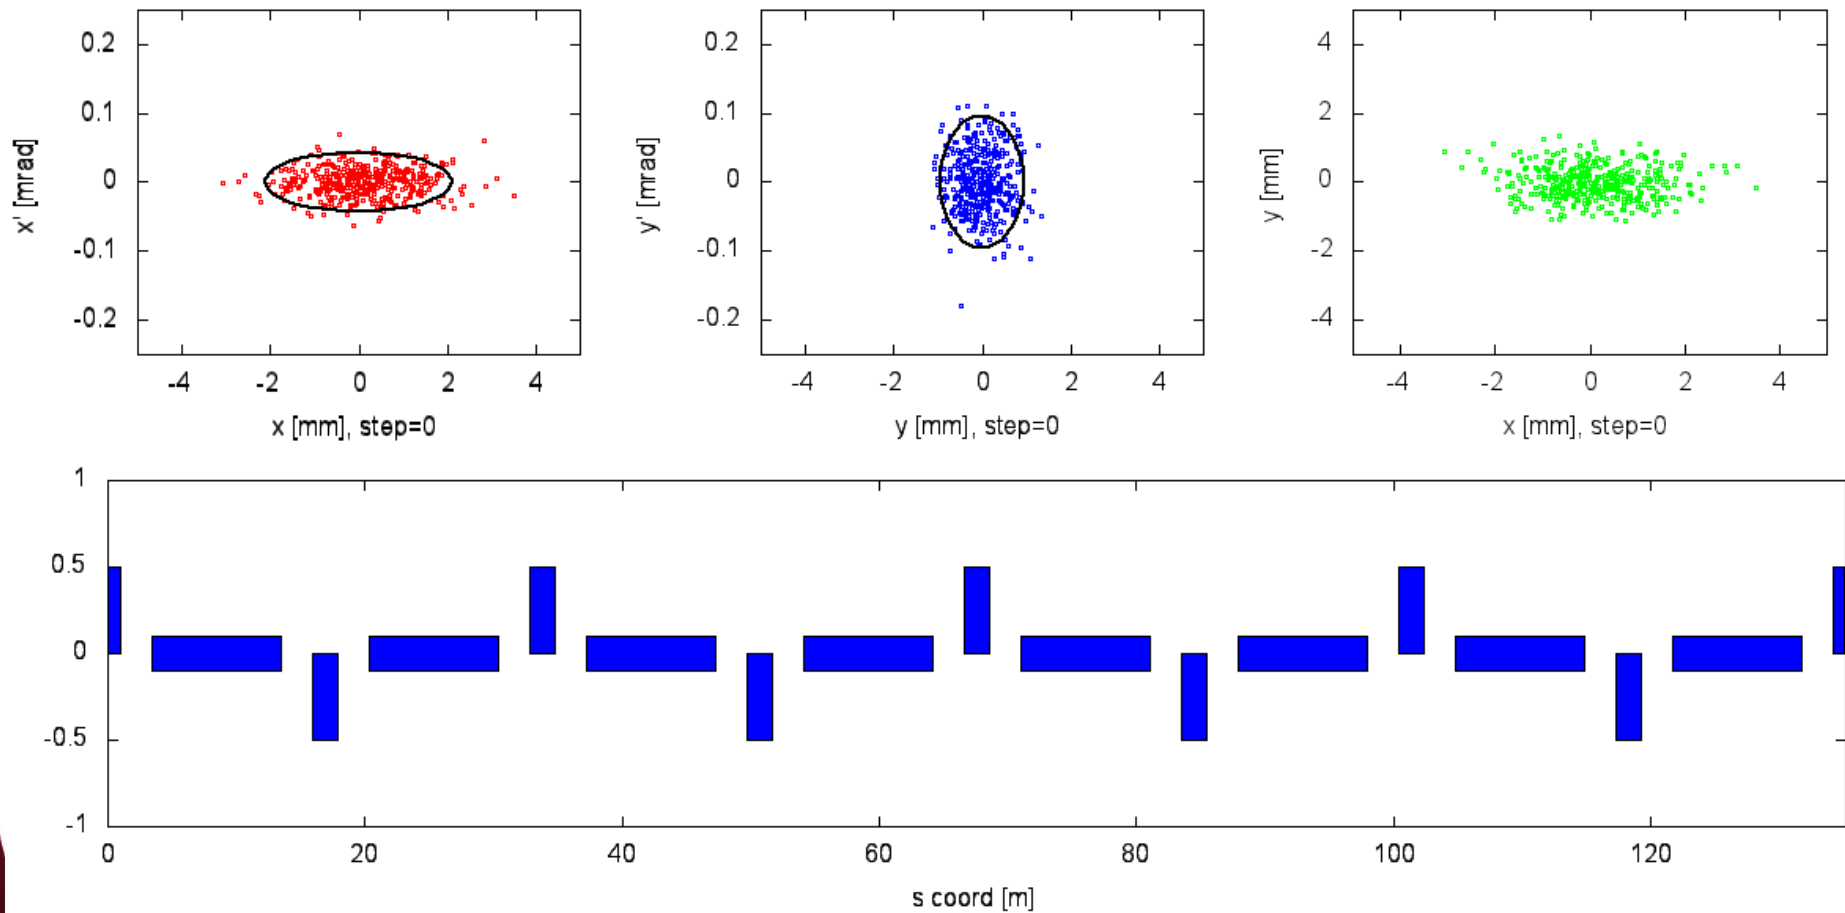 0.2
0.1
0
-0.1
-0.2
x' [mrad]
-4 -2 0 2 4
x [mm], step=0
0.2
0.1
0
-0.1
-0.2
y' [mrad]
-4 -2 0 2 4
y [mm], step=0
4
2
0
-2
-4
y [mm]
-4 -2 0 2 4
x [mm], step=0
1
0.5
0
-0.5
-1
0 20 40 60 80 100 120
s coord [m]